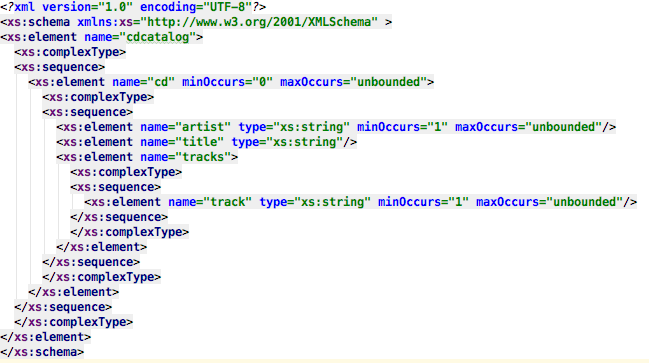 <?xml version="1.0" encoding="UTF-8"?>
<xs:schema xmlns:xs="http://www.w3.org/2001/XMLSchema" >
<xs:element name="cdcatalog">
<xs:complexType>
<xs:sequence>
<xs:element name="cd" minOccurs="0" maxOccurs="unbounded">
<xs:complexType>
<xs:sequence>
<xs:element name="artist" type="xs:string" minOccurs="1" maxOccurs="unbounded"/>
<xs:element name="title" type="xs:string"/>
<xs:element name="tracks">
<xs:complexType>
<xs:sequence>
<xs:element name="track" type="xs:string" minOccurs="1" maxOccurs="unbounded"/>
</xs:sequence>
</xs:complexType>
</xs:element>
</xs:sequence>
</xs:complexType>
</xs:element>
</xs:sequence>
</xs:complexType>
</xs:element>
</xs:schema>